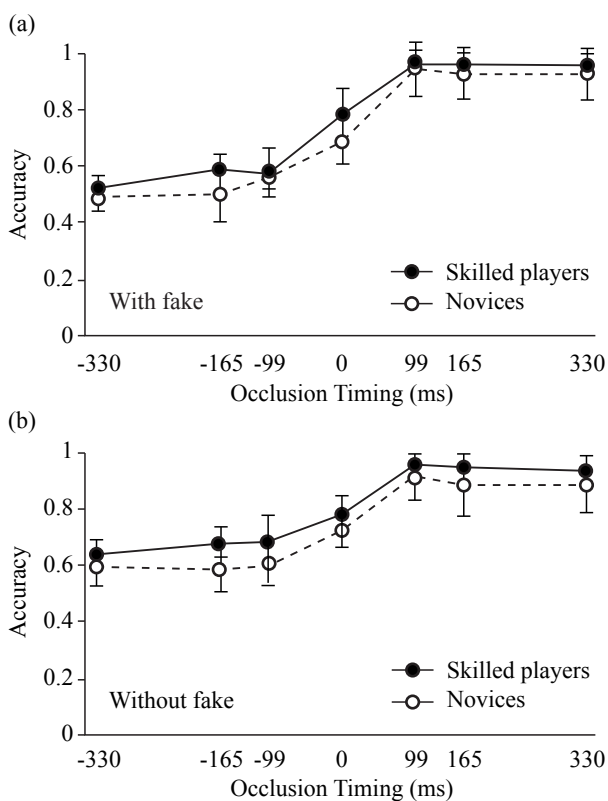 (a)
1
0.8
0.6
0.4
0.2
0
Accuracy
With fake
Skilled players
Novices
-330 -165 -99 0 99 165 330
Occlusion Timing (ms)
(b)
1
0.8
0.6
0.4
0.2
0
Accuracy
Without fake
Skilled players
Novices
-330 -165 -99 0 99 165 330
Occlusion Timing (ms)